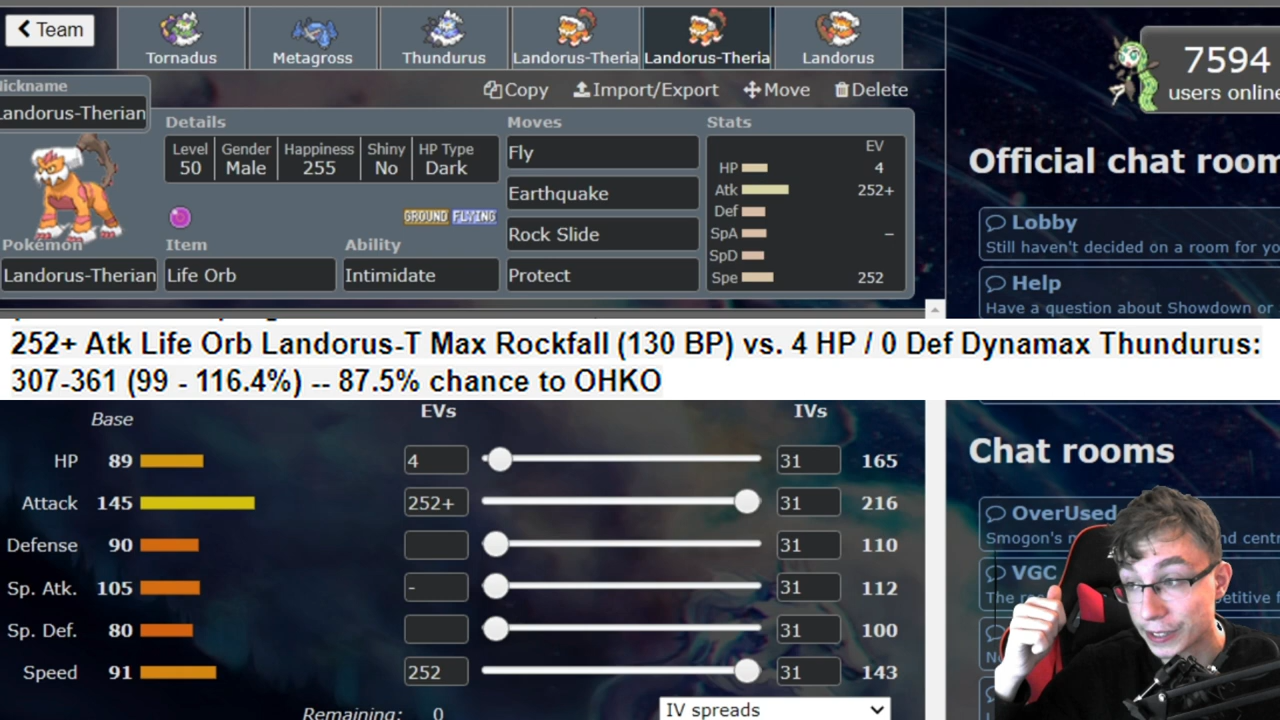 Team
Tornadus
Metagross
Thundurus
Landorus-Theria
Landorus-Theria
Landorus
7594
users online
Nickname
Landorus-Therian
Copy
Import/Export
Move
Delete
Details
Level
50
Gender
Male
Happiness
255
Shiny
No
HP Type
Dark
GROUND FLYING
Pokémon
Landorus-Therian
Item
Life Orb
Ability
Intimidate
Moves
Fly
Earthquake
Rock Slide
Protect
Stats
EV
HP 4
Atk 252+
Def
SpA –
SpD
Spe 252
Official chat room
Lobby
Still haven't decided on a room for yo
Help
Have a question about Showdown or
252+ Atk Life Orb Landorus-T Max Rockfall (130 BP) vs. 4 HP / 0 Def Dynamax Thundurus:
307-361 (99 - 116.4%) -- 87.5% chance to OHKO
Base EVs IVs
HP 89 4 31 165
Attack 145 252+ 31 216
Defense 90 31 110
Sp. Atk. 105 - 31 112
Sp. Def. 80 31 100
Speed 91 252 31 143
Remaining: 0
IV spreads
Chat rooms
OverUsed
Smogon's nd centr
VGC
The petitive f